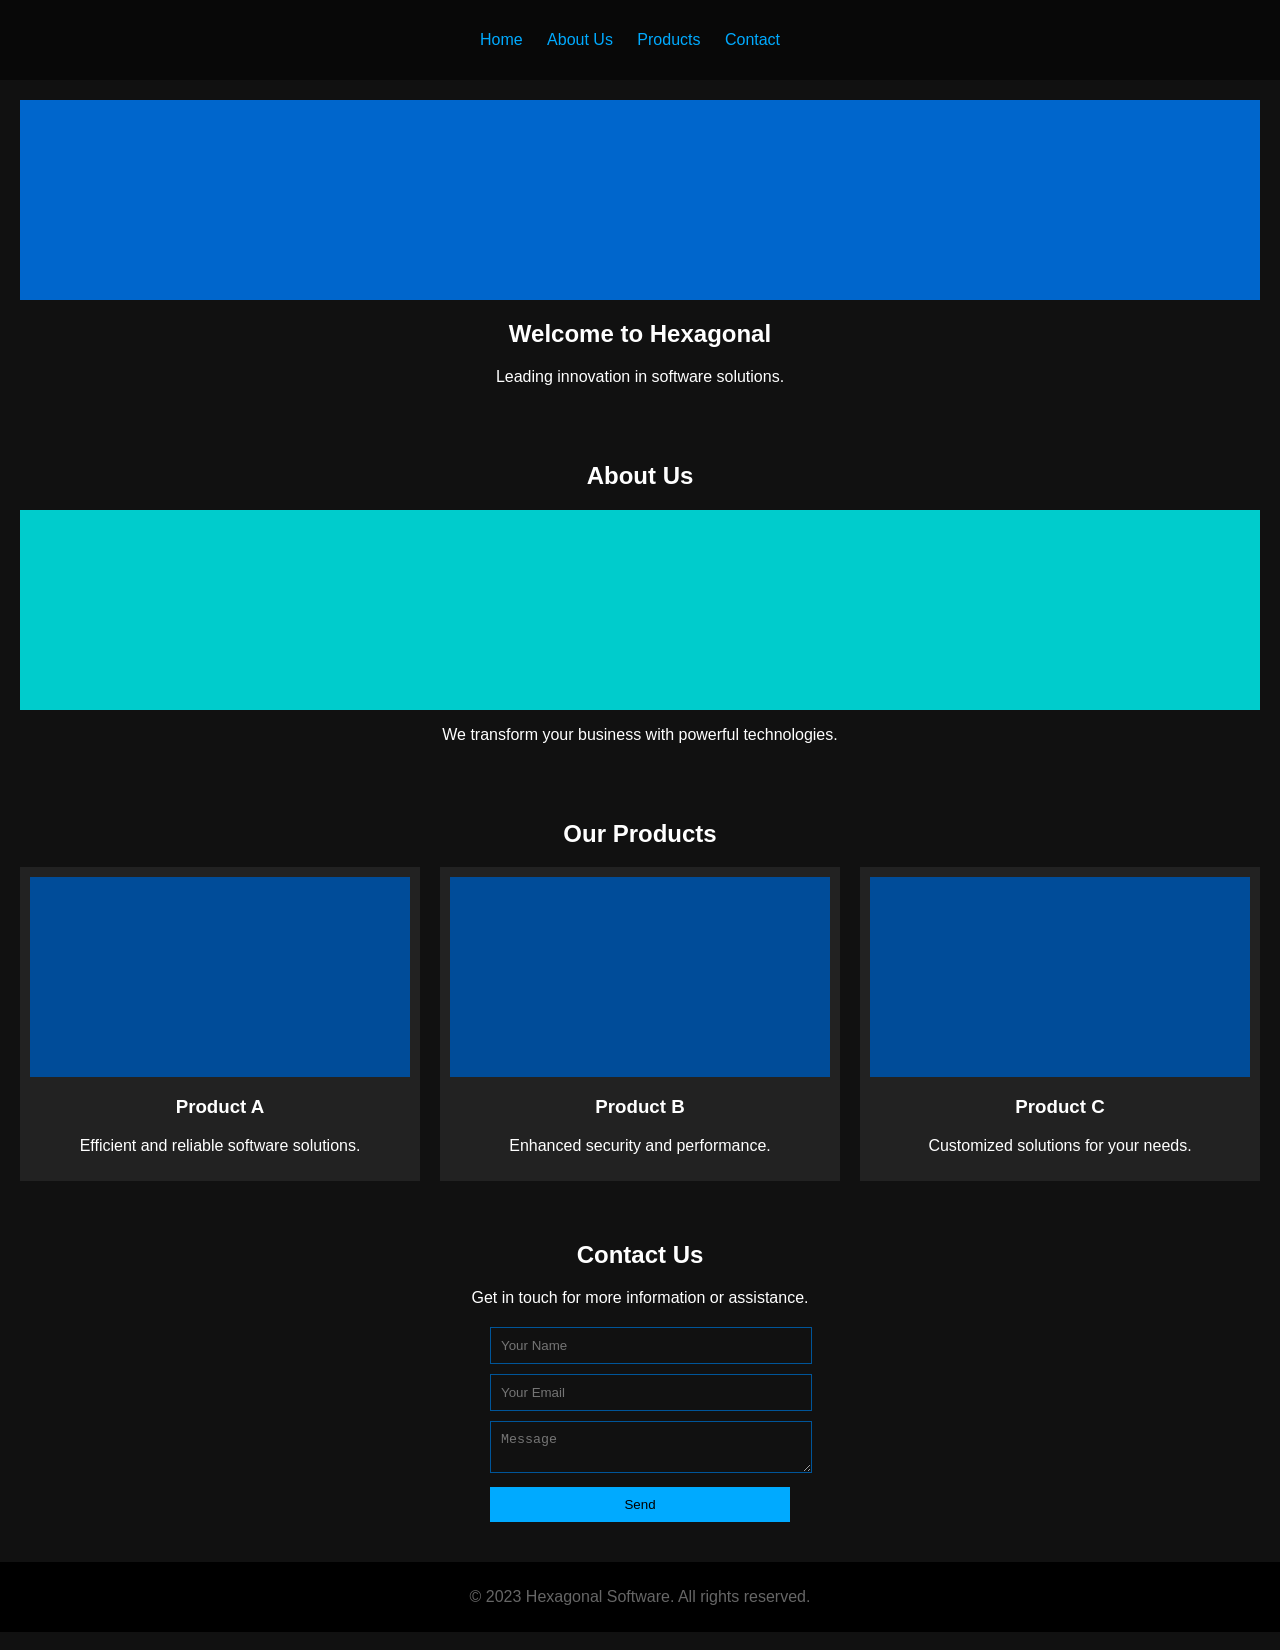 Home About Us Products Contact
Welcome to Hexagonal
Leading innovation in software solutions.
About Us
We transform your business with powerful technologies.
Our Products
Product A
Efficient and reliable software solutions.
Product B
Enhanced security and performance.
Product C
Customized solutions for your needs.
Contact Us
Get in touch for more information or assistance.
Your Name
Your Email
Message
Send
© 2023 Hexagonal Software. All rights reserved.